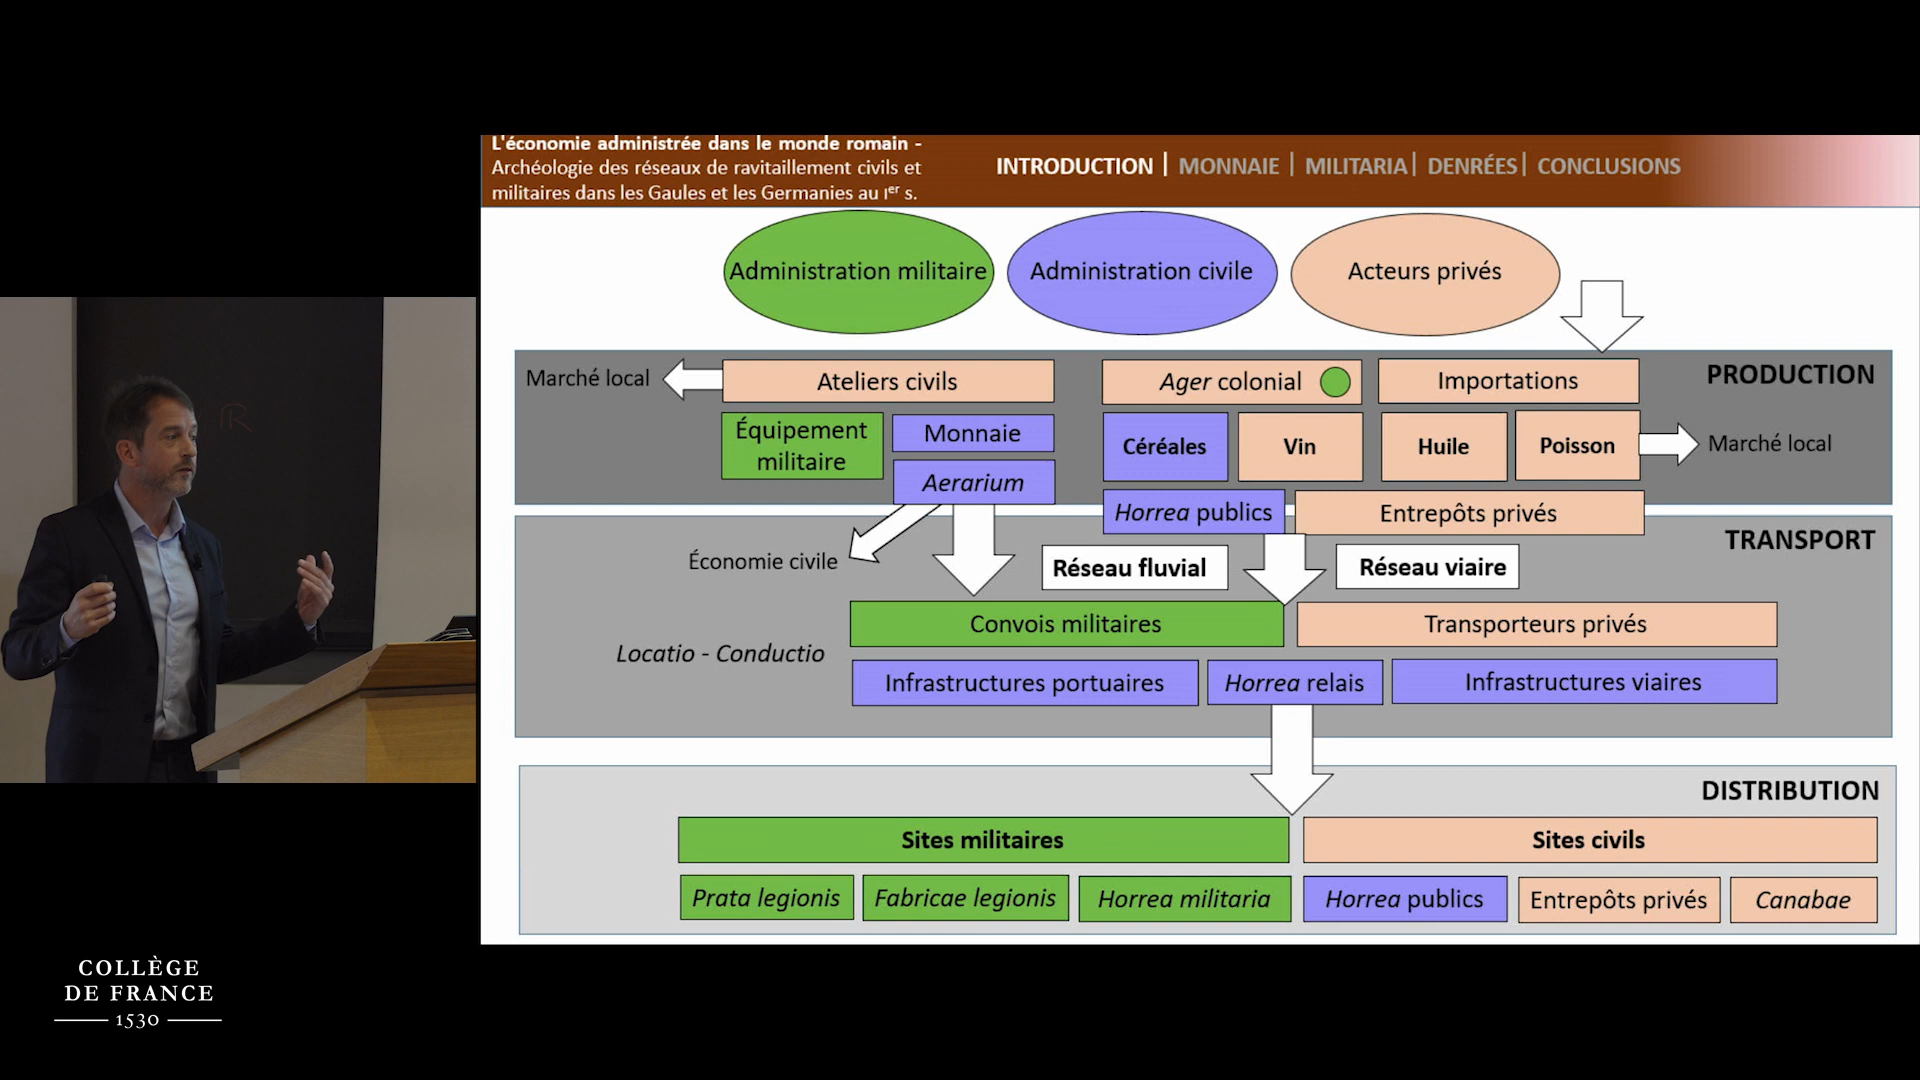 L'économie administrée dans le monde romain -
Archéologie des réseaux de ravitaillement civils et
militaires dans les Gaules et les Germanies au Ier s.
INTRODUCTION | MONNAIE | MILITARIA | DENRÉES | CONCLUSIONS
Administration militaire
Administration civile
Acteurs privés
PRODUCTION
Marché local
Ateliers civils
Ager colonial
Importations
Équipement
militaire
Monnaie
Aerarium
Céréales
Vin
Huile
Poisson
Marché local
Horrea publics
Entrepôts privés
TRANSPORT
Économie civile
Réseau fluvial
Réseau viaire
Convois militaires
Transporteurs privés
Locatio - Conductio
Infrastructures portuaires
Horrea relais
Infrastructures viaires
DISTRIBUTION
Sites militaires
Sites civils
Prata legionis
Fabricae legionis
Horrea militaria
Horrea publics
Entrepôts privés
Canabae
COLLÈGE
DE FRANCE
1530